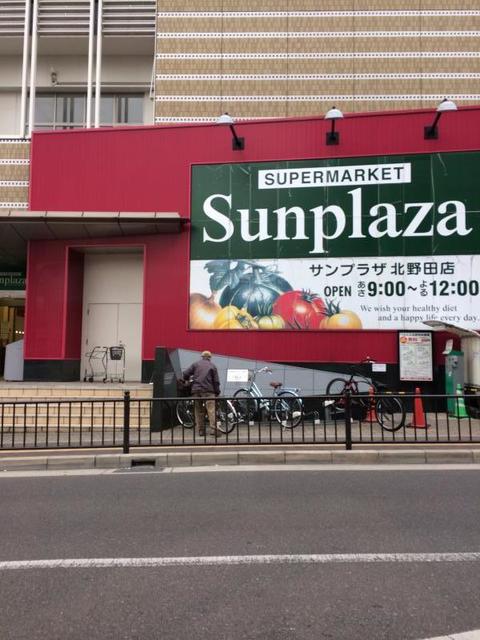 SUPERMARKET
Sunplaza
サンプラザ 北野田店
OPEN あさ9:00～よる12:00
We wish your healthy diet
and a happy life every day.
plaza